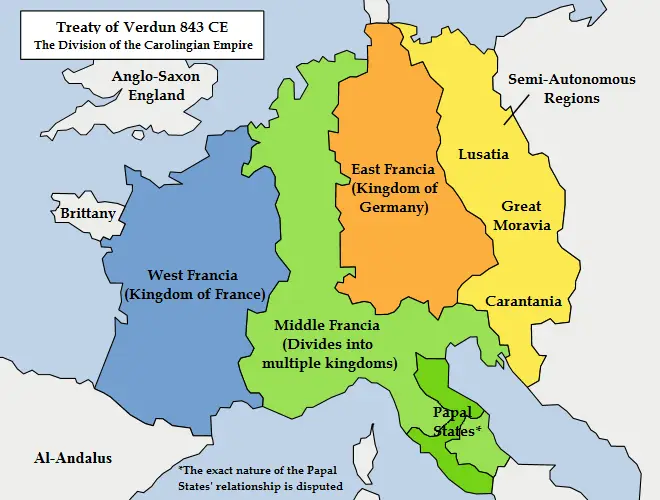 Treaty of Verdun 843 CE
The Division of the Carolingian Empire
Anglo-Saxon
England
Semi-Autonomous
Regions
Lusatia
East Francia
(Kingdom of
Germany)
Brittany
Great
Moravia
West Francia
(Kingdom of France)
Carantania
Middle Francia
(Divides into
multiple kingdoms)
Papal
States*
Al-Andalus
*The exact nature of the Papal
States' relationship is disputed